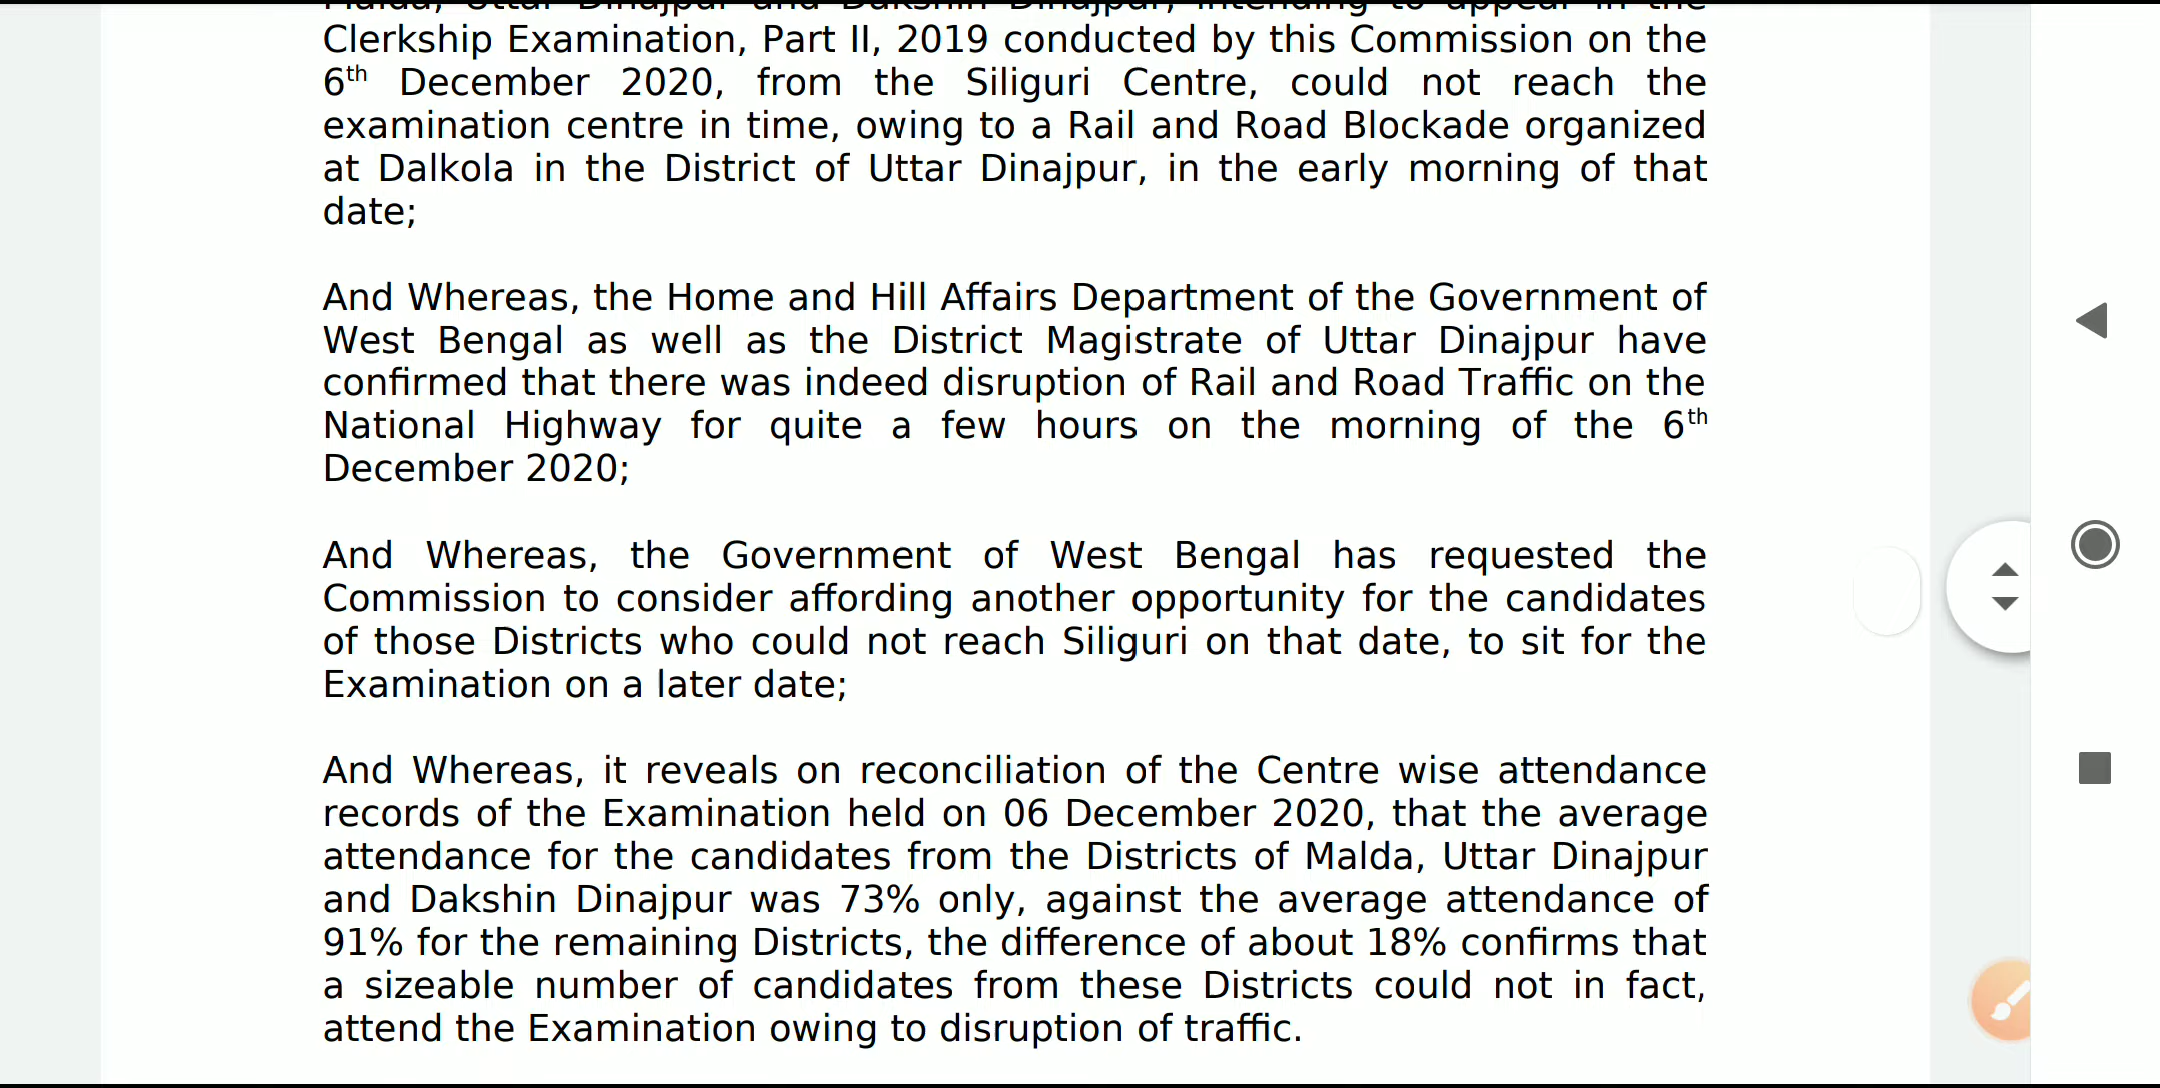 Malda, Uttar Dinajpur and Dakshin Dinajpur, intending to appear in the
Clerkship Examination, Part II, 2019 conducted by this Commission on the
6th December 2020, from the Siliguri Centre, could not reach the
examination centre in time, owing to a Rail and Road Blockade organized
at Dalkola in the District of Uttar Dinajpur, in the early morning of that
date;
And Whereas, the Home and Hill Affairs Department of the Government of
West Bengal as well as the District Magistrate of Uttar Dinajpur have
confirmed that there was indeed disruption of Rail and Road Traffic on the
National Highway for quite a few hours on the morning of the 6th
December 2020;
And Whereas, the Government of West Bengal has requested the
Commission to consider affording another opportunity for the candidates
of those Districts who could not reach Siliguri on that date, to sit for the
Examination on a later date;
And Whereas, it reveals on reconciliation of the Centre wise attendance
records of the Examination held on 06 December 2020, that the average
attendance for the candidates from the Districts of Malda, Uttar Dinajpur
and Dakshin Dinajpur was 73% only, against the average attendance of
91% for the remaining Districts, the difference of about 18% confirms that
a sizeable number of candidates from these Districts could not in fact,
attend the Examination owing to disruption of traffic.